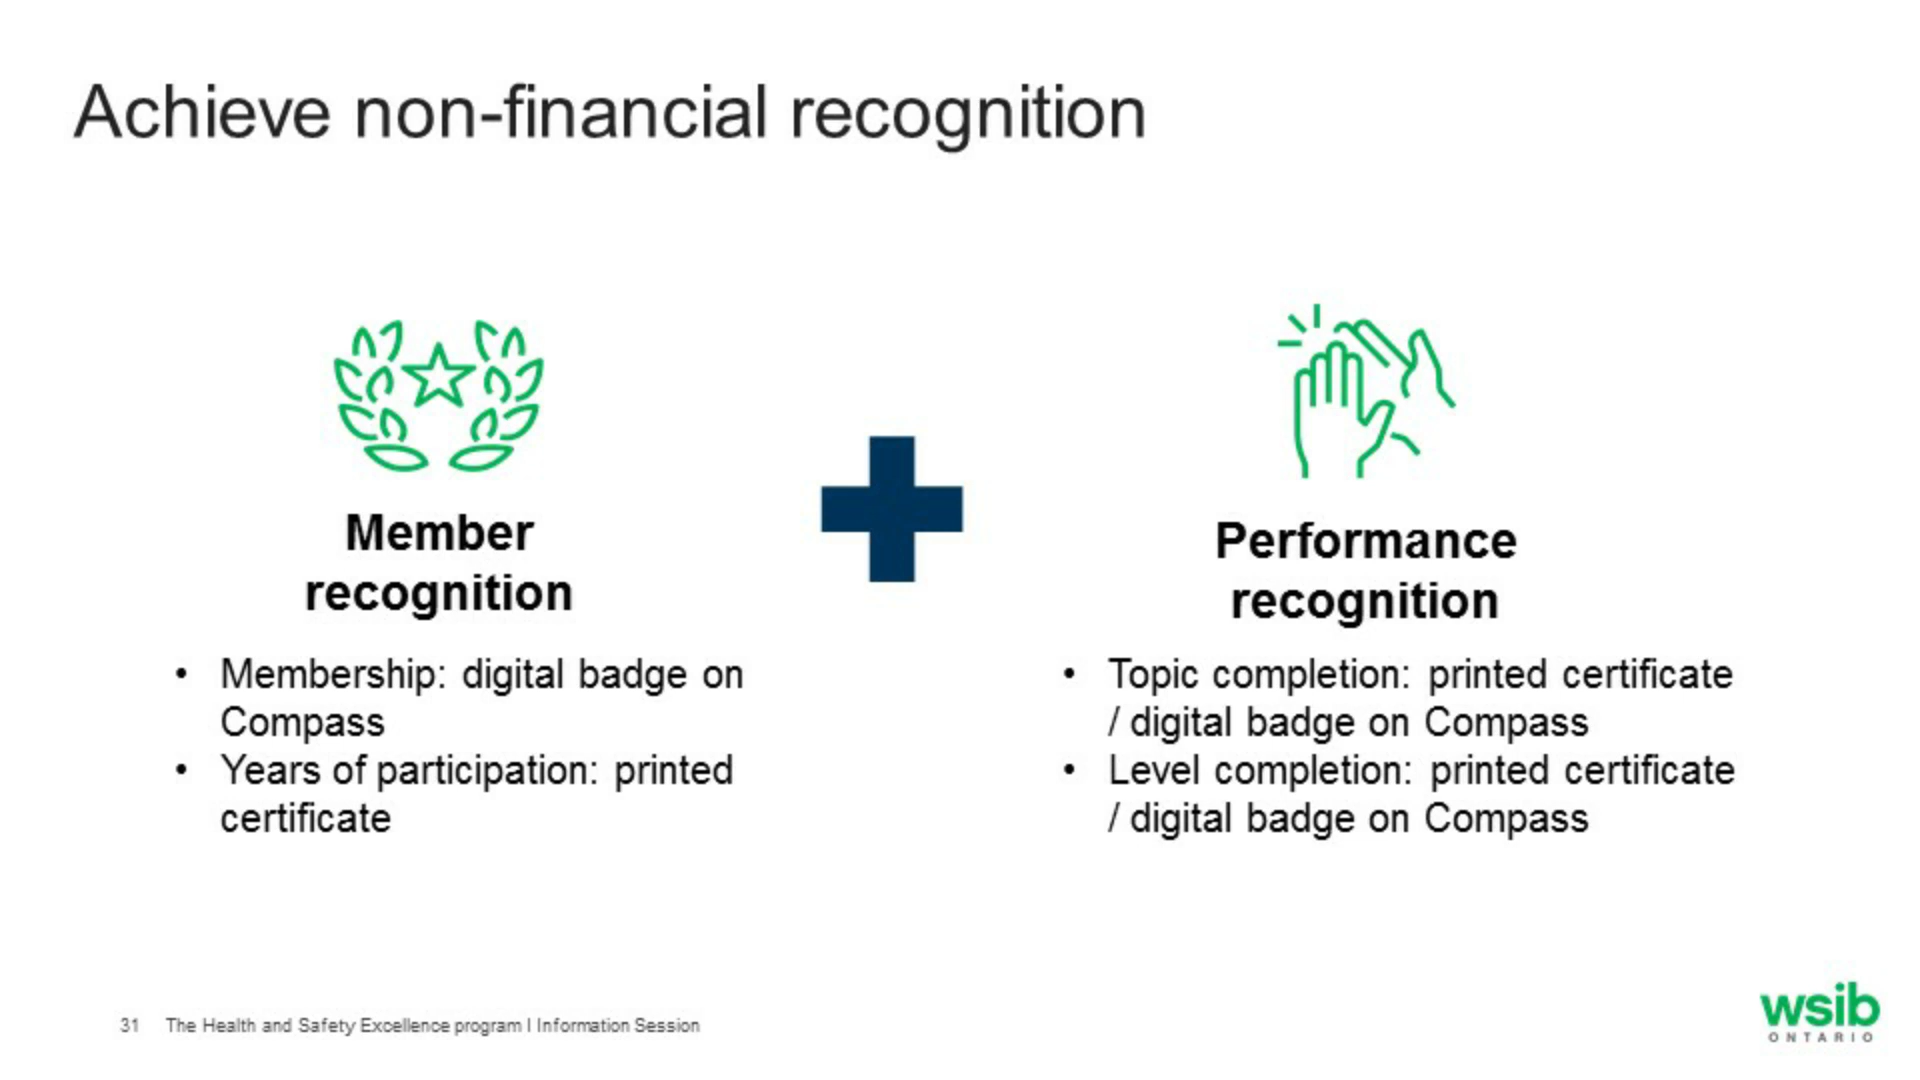 Achieve non-financial recognition
Member
recognition
• Membership: digital badge on
Compass
• Years of participation: printed
certificate
Performance
recognition
• Topic completion: printed certificate
/ digital badge on Compass
• Level completion: printed certificate
/ digital badge on Compass
31 The Health and Safety Excellence program I Information Session
wsib
ONTARIO